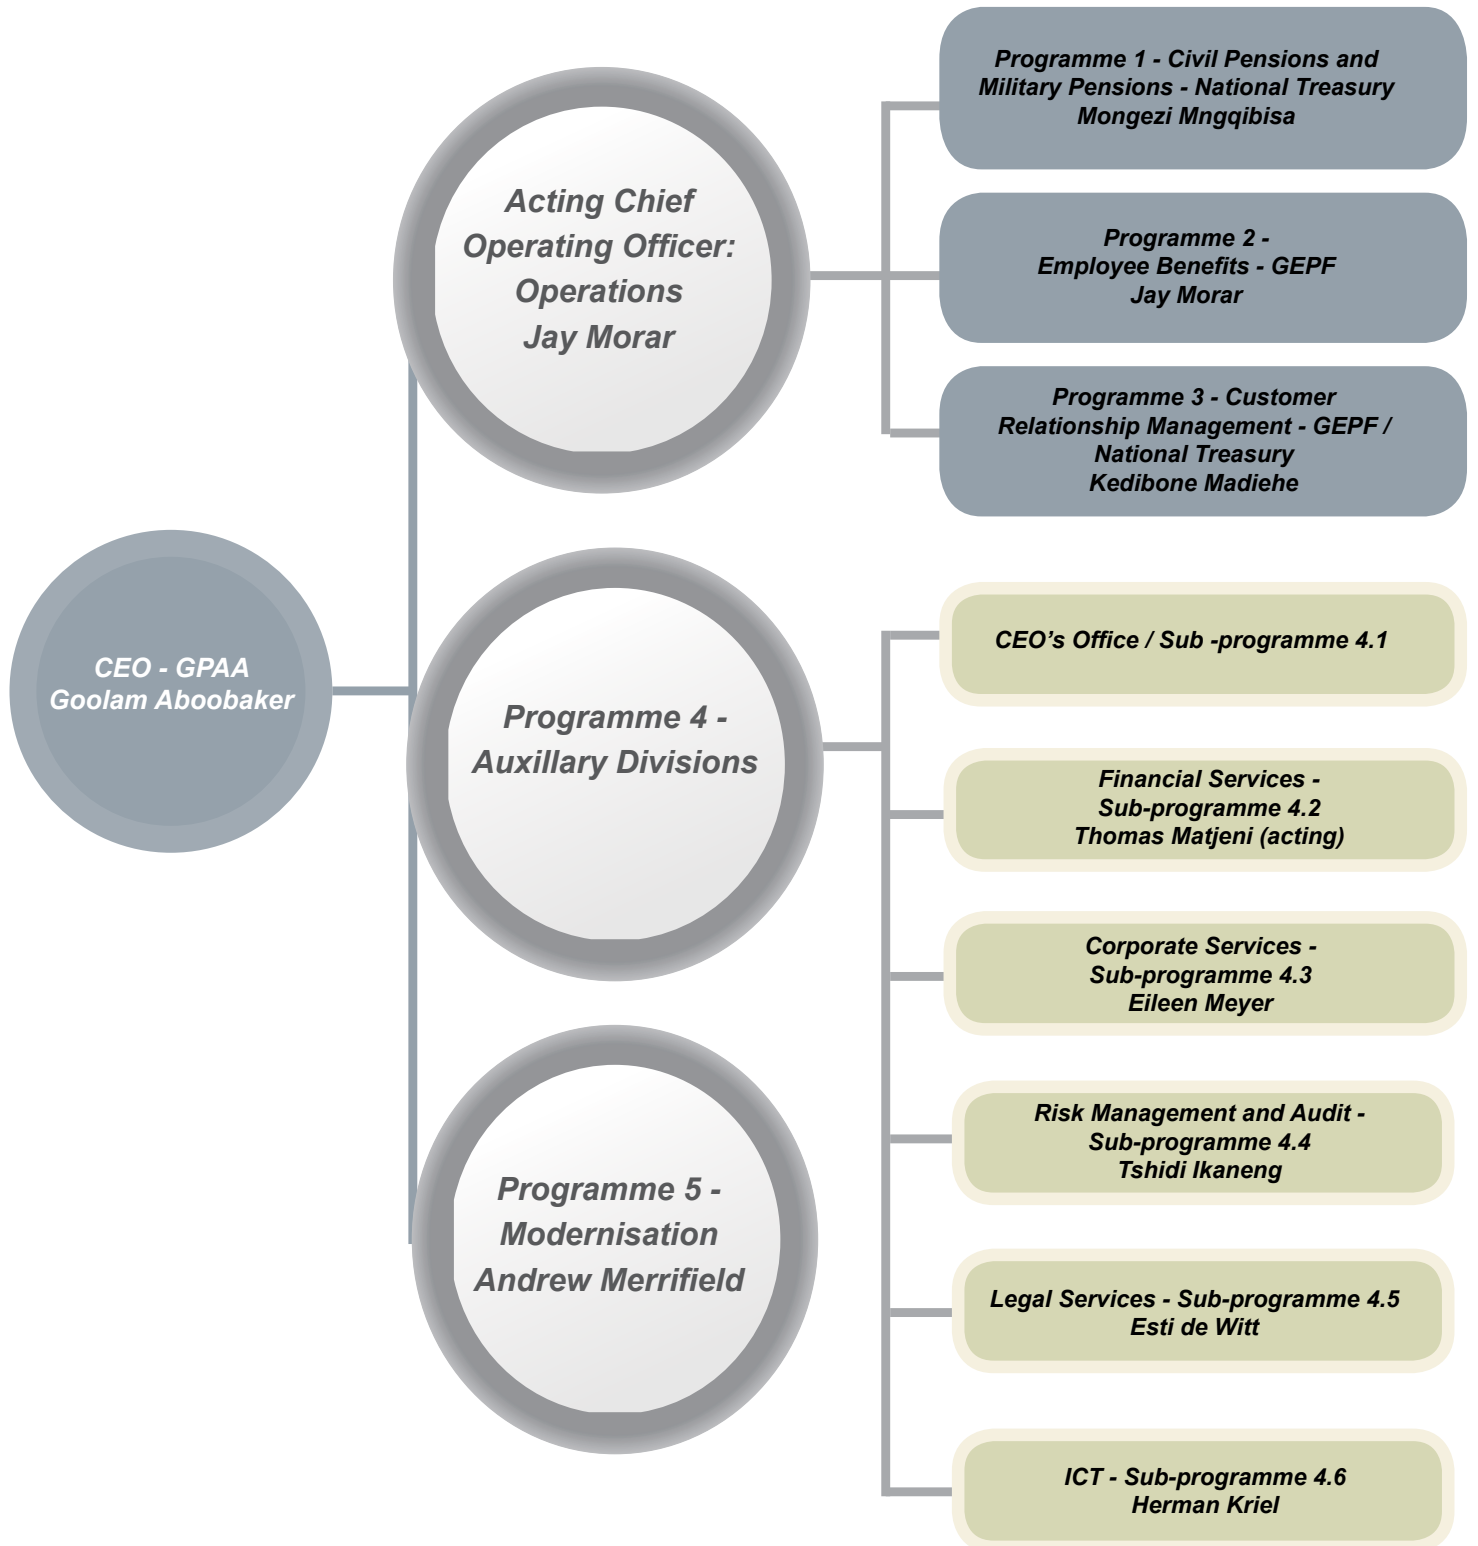 CEO - GPAA
Goolam Aboobaker
Acting Chief
Operating Officer:
Operations
Jay Morar
Programme 1 - Civil Pensions and
Military Pensions - National Treasury
Mongezi Mngqibisa
Programme 2 -
Employee Benefits - GEPF
Jay Morar
Programme 3 - Customer
Relationship Management - GEPF /
National Treasury
Kedibone Madiehe
Programme 4 -
Auxillary Divisions
CEO’s Office / Sub -programme 4.1
Financial Services -
Sub-programme 4.2
Thomas Matjeni (acting)
Corporate Services -
Sub-programme 4.3
Eileen Meyer
Risk Management and Audit -
Sub-programme 4.4
Tshidi Ikaneng
Legal Services - Sub-programme 4.5
Esti de Witt
ICT - Sub-programme 4.6
Herman Kriel
Programme 5 -
Modernisation
Andrew Merrifield